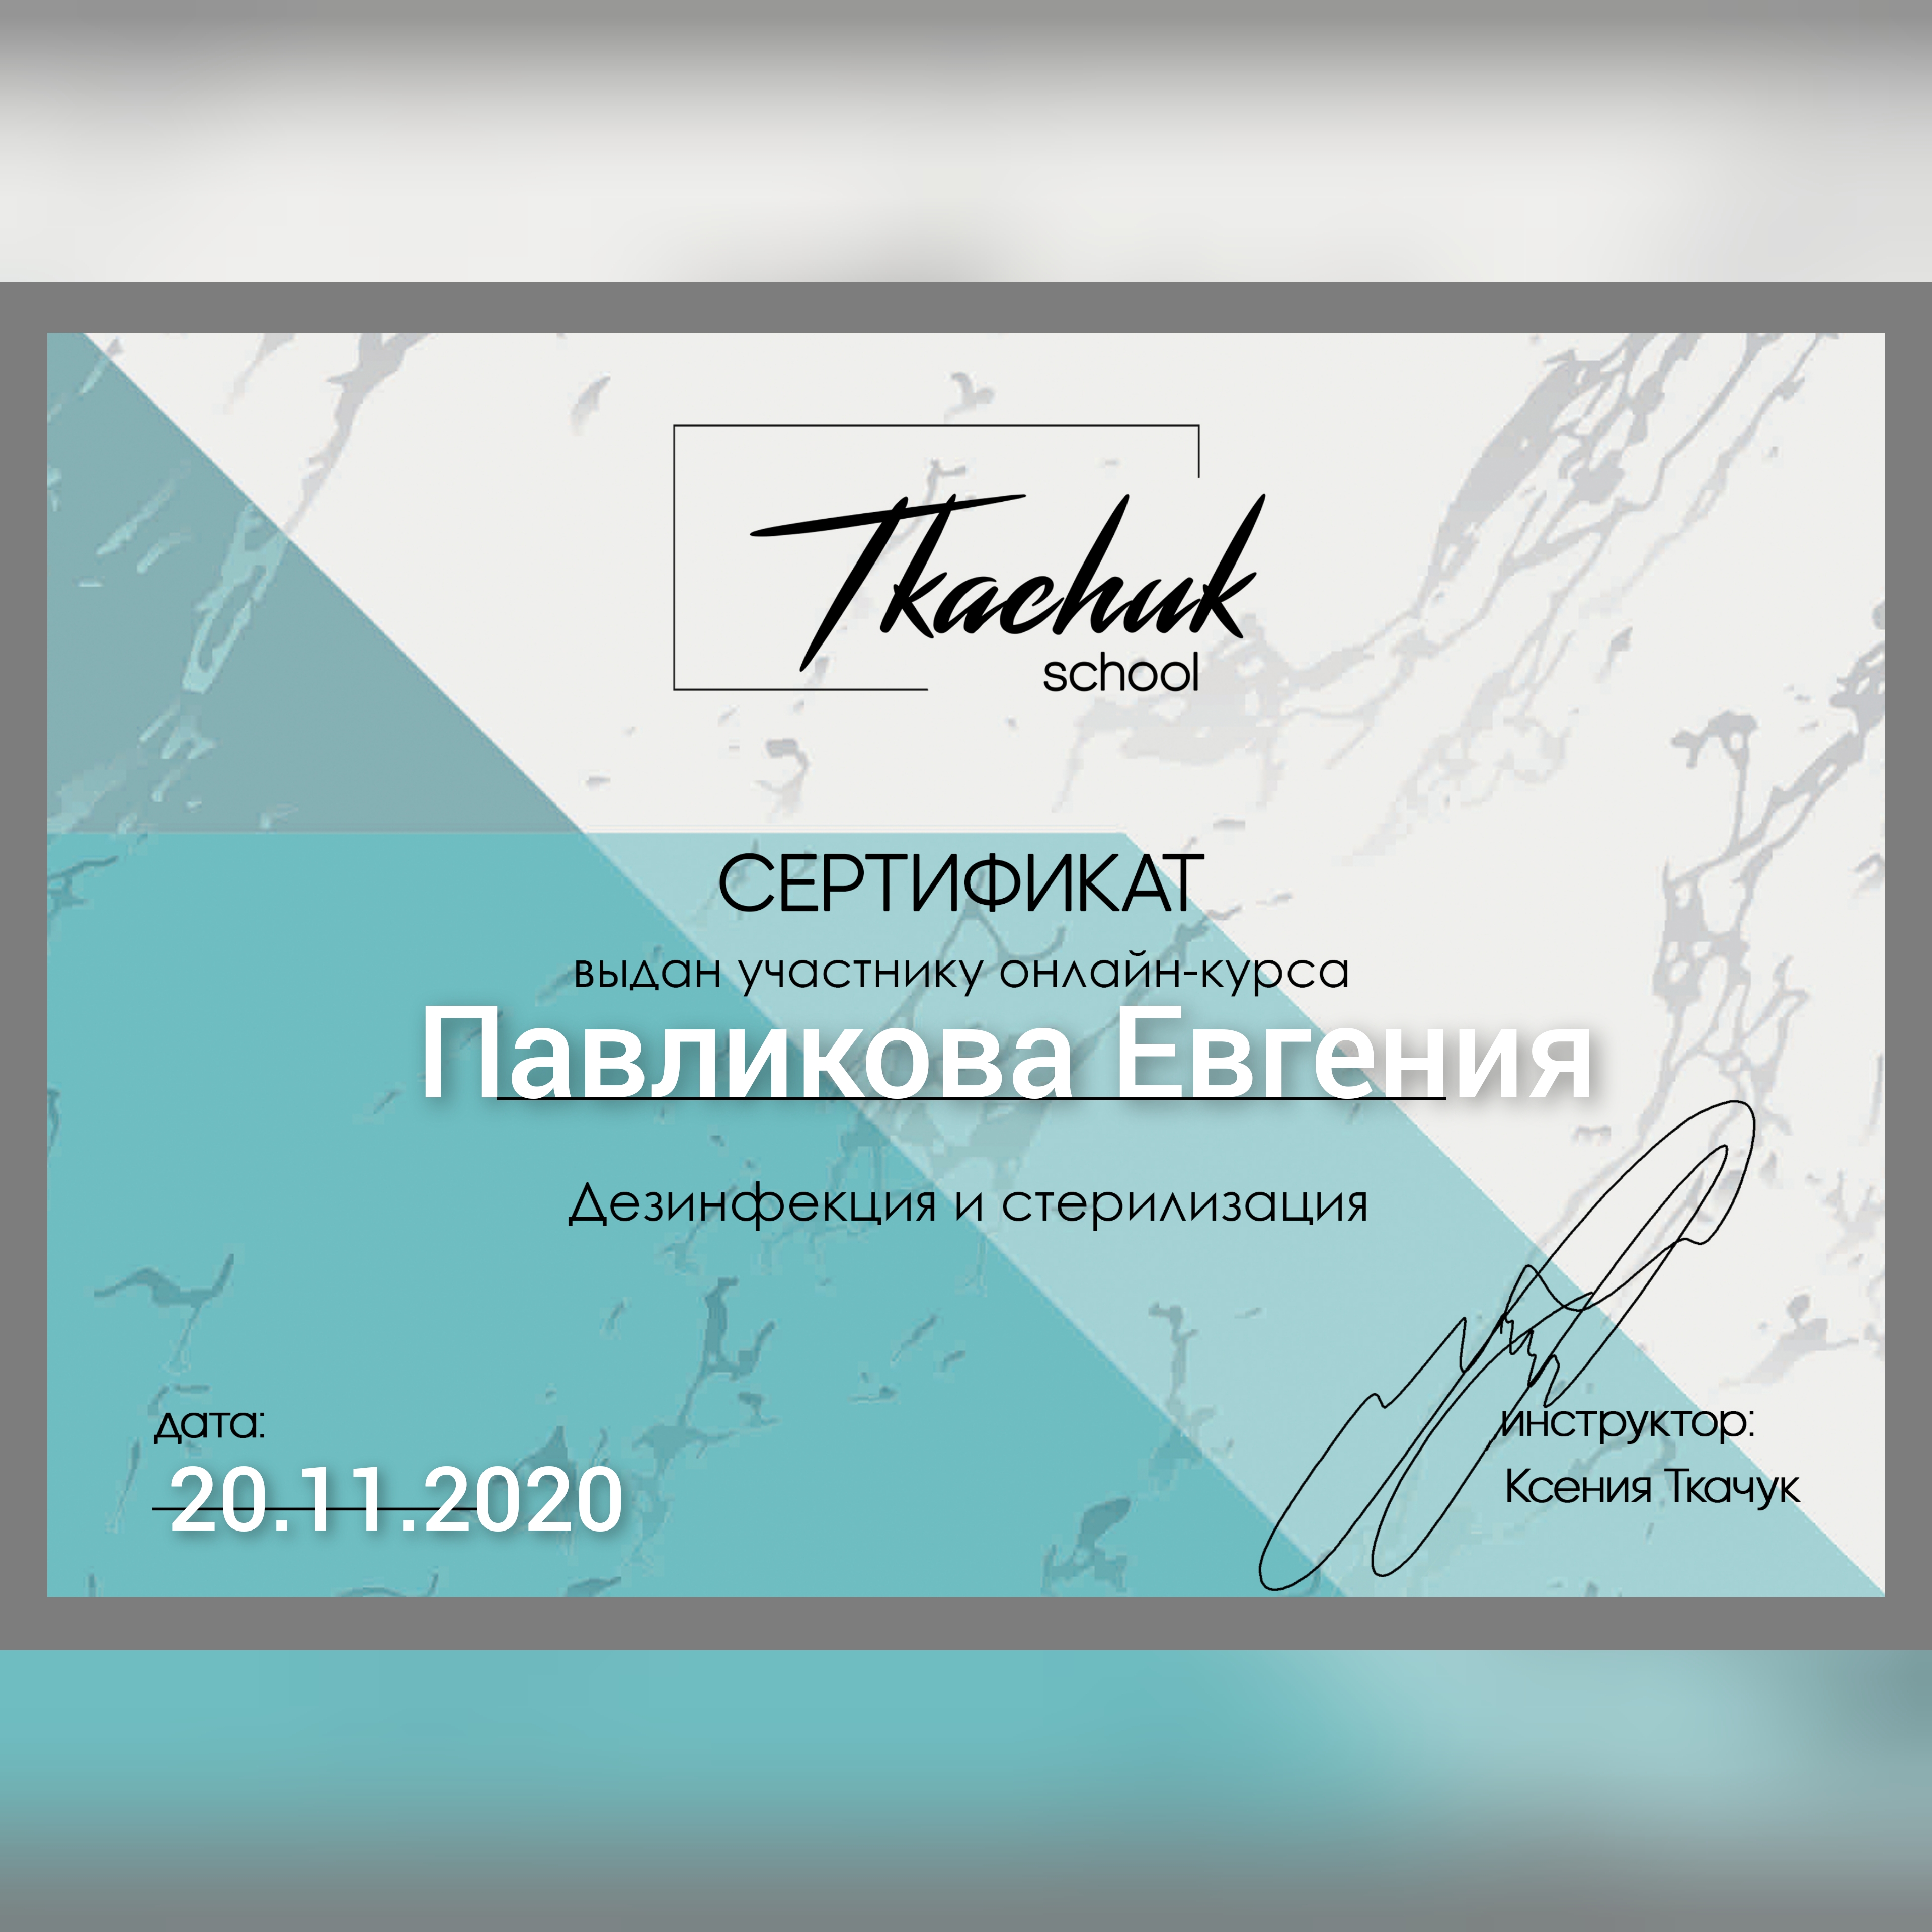 Tkachuk
school
СЕРТИФИКАТ
выдан участнику онлайн-курса
Павликова Евгения
Дезинфекция и стерилизация
дата:
20.11.2020
инструктор:
Ксения Ткачук